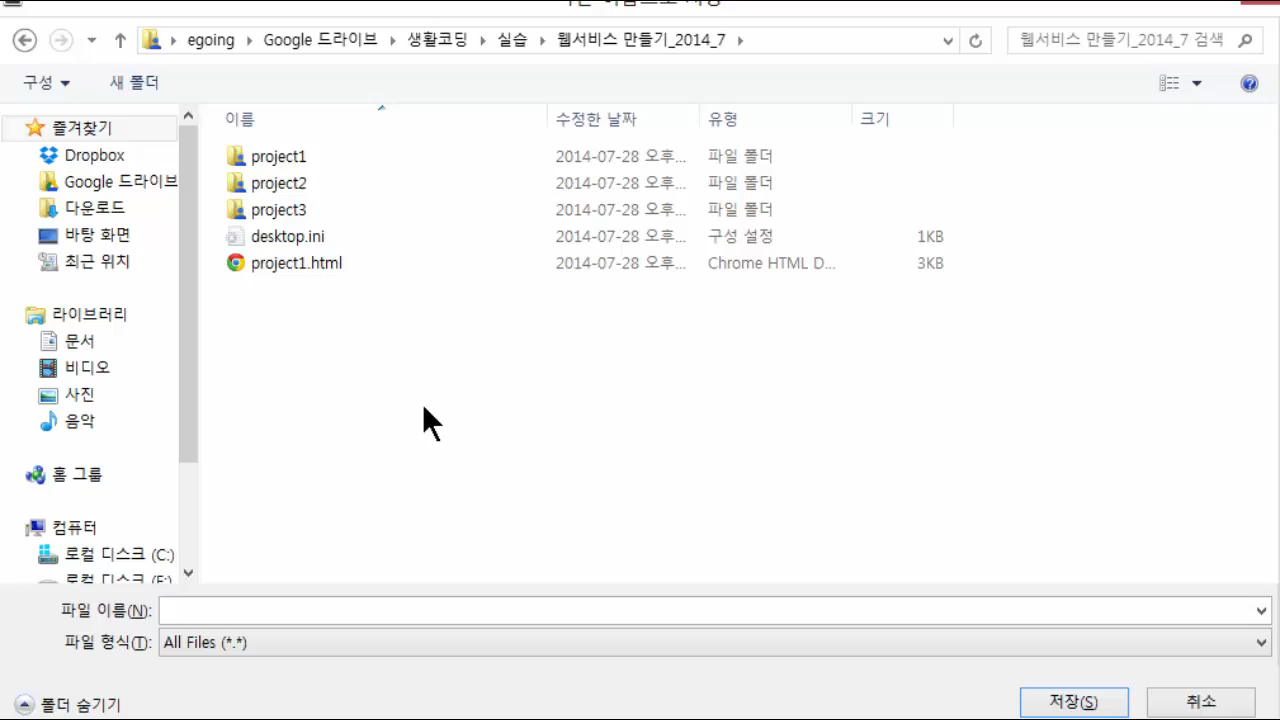 egoing Google 드라이브 생활코딩 실습 웹서비스 만들기_2014_7
웹서비스 만들기_2014_7 검색
구성 새 폴더
이름 수정한 날짜 유형 크기
즐겨찾기
Dropbox
Google 드라이브
다운로드
바탕 화면
최근 위치
라이브러리
문서
비디오
사진
음악
홈 그룹
컴퓨터
로컬 디스크 (C:)
project1 2014-07-28 오후... 파일 폴더
project2 2014-07-28 오후... 파일 폴더
project3 2014-07-28 오후... 파일 폴더
desktop.ini 2014-07-28 오후... 구성 설정 1KB
project1.html 2014-07-28 오후... Chrome HTML D... 3KB
파일 이름(N):
파일 형식(T): All Files (*.*)
폴더 숨기기
저장(S) 취소